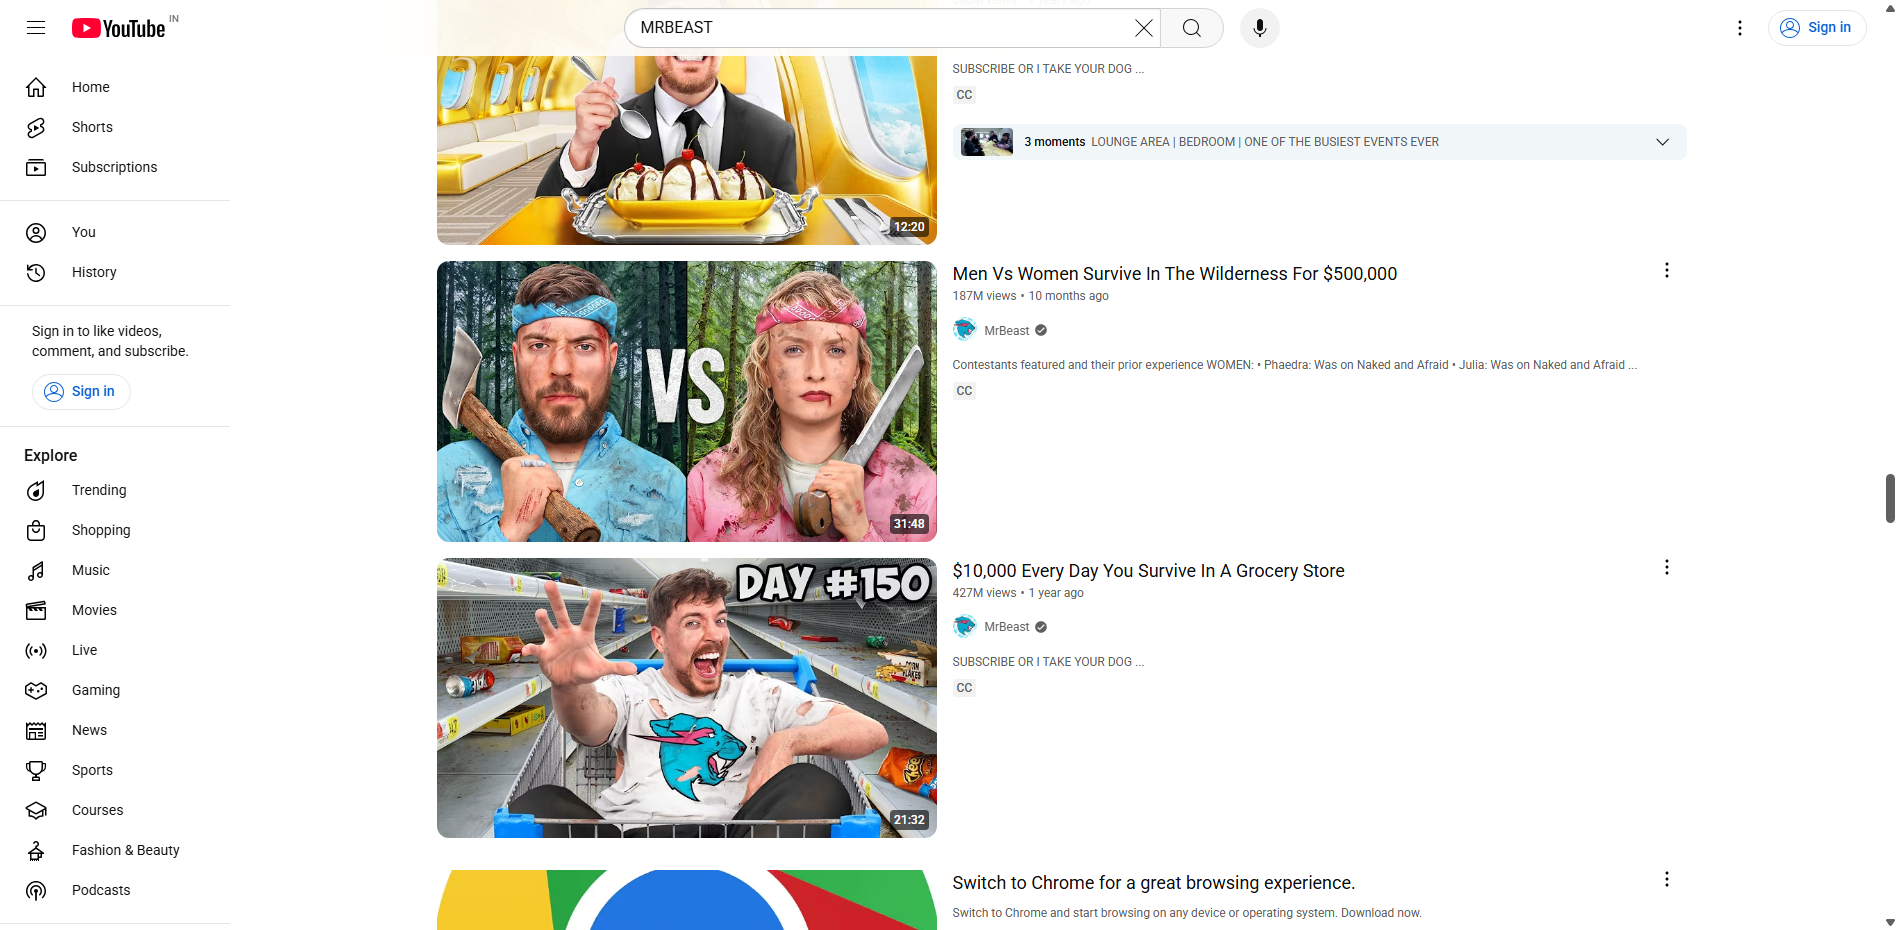 YouTube IN
MRBEAST
Sign in
Home
Shorts
Subscriptions
You
History
Sign in to like videos,
comment, and subscribe.
Sign in
Explore
Trending
Shopping
Music
Movies
Live
Gaming
News
Sports
Courses
Fashion & Beauty
Podcasts
12:20
SUBSCRIBE OR I TAKE YOUR DOG ...
CC
3 moments LOUNGE AREA | BEDROOM | ONE OF THE BUSIEST EVENTS EVER
VS
31:48
Men Vs Women Survive In The Wilderness For $500,000
187M views • 10 months ago
MrBeast
Contestants featured and their prior experience WOMEN: • Phaedra: Was on Naked and Afraid • Julia: Was on Naked and Afraid ...
CC
DAY #150
21:32
$10,000 Every Day You Survive In A Grocery Store
427M views • 1 year ago
MrBeast
SUBSCRIBE OR I TAKE YOUR DOG ...
CC
Switch to Chrome for a great browsing experience.
Switch to Chrome and start browsing on any device or operating system. Download now.